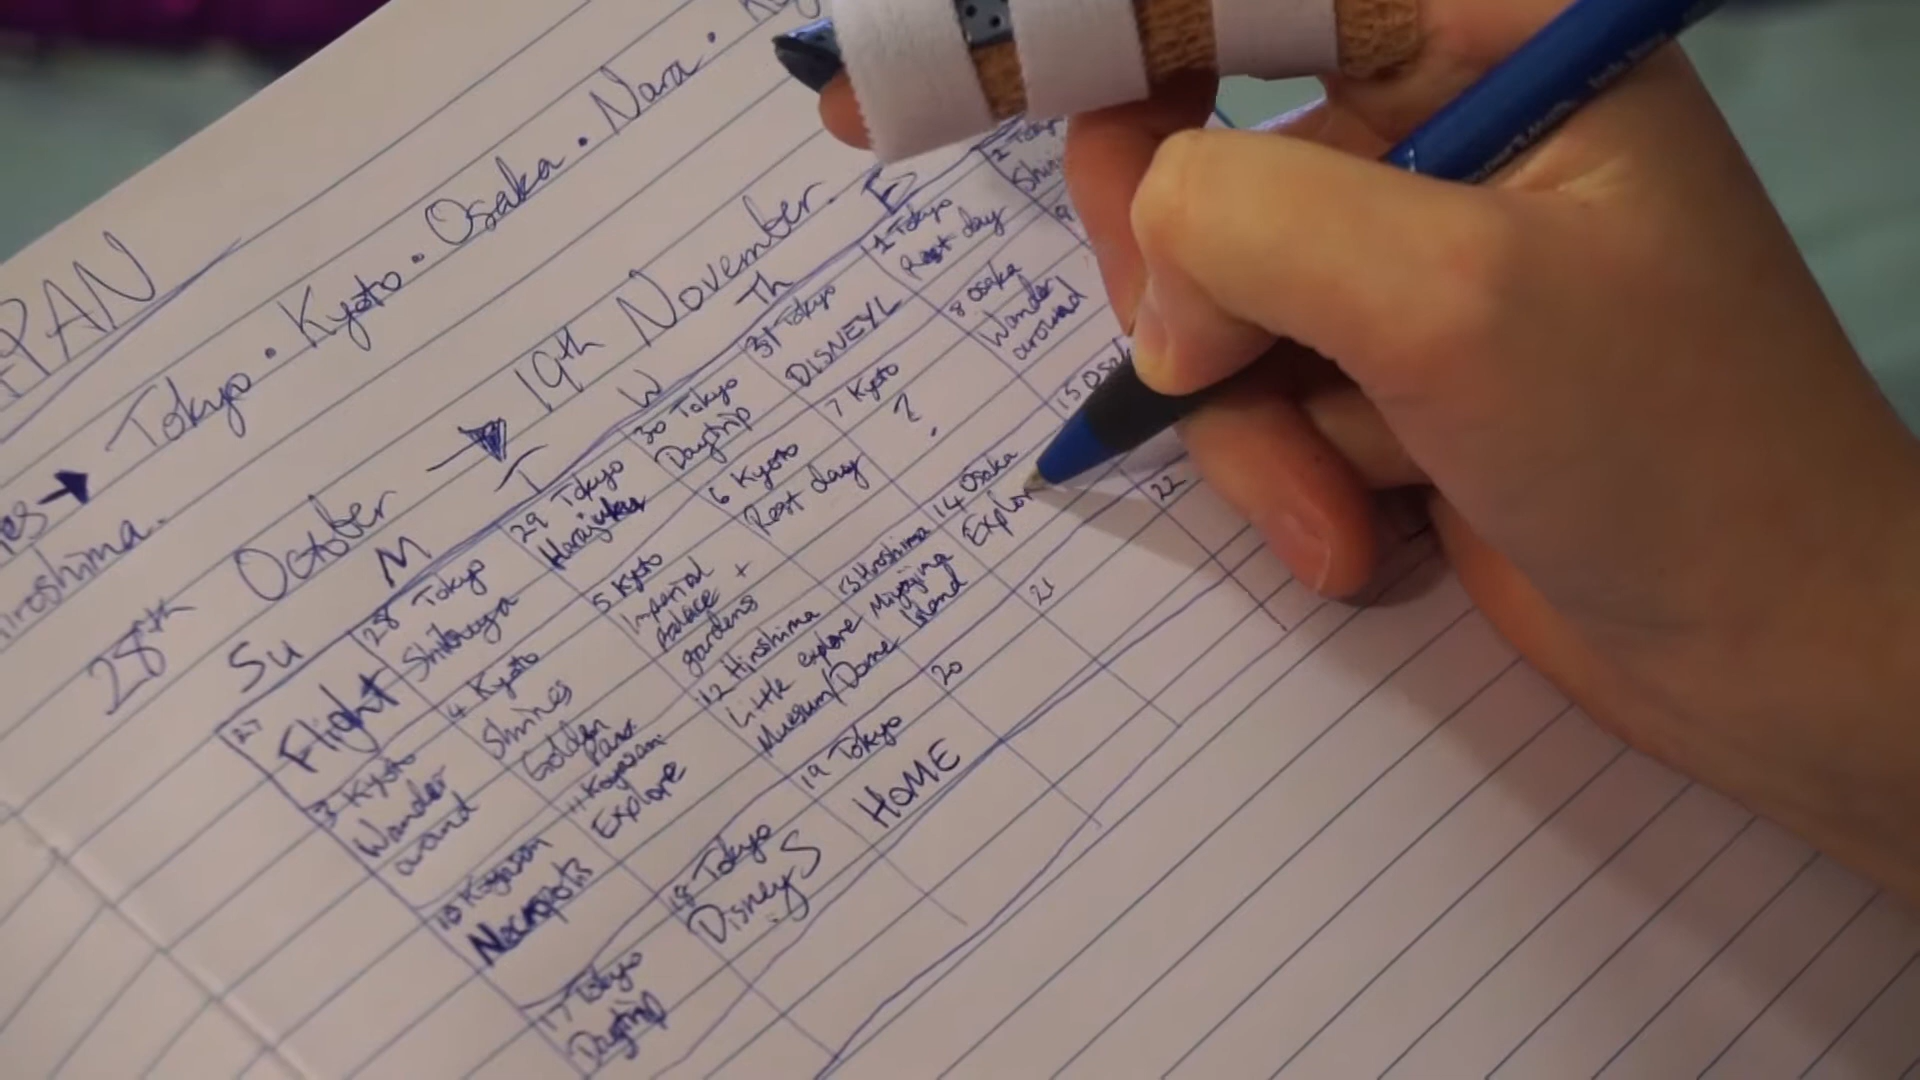 PAN
Tokyo • Kyoto • Osaka • Nara •
Hiroshima.
28th October → 19th November.
Su M T W Th F
27
Flight
28 Tokyo
Shibuya
29 Tokyo
Harajuku
30 Tokyo
Daytrip
31 Tokyo
DISNEYL
1 Tokyo
Rest day
2 Tokyo
3 Kyoto
Wander
around
4 Kyoto
Shrines
Golden
Pav.
5 Kyoto
Imperial
palace +
gardens
6 Kyoto
Rest day
7 Kyoto
?
8 Osaka
Wander
around
9
10 Koyasan
Necropolis
11 Koyasan
Explore
12 Hiroshima
Little explore
Museum/Dome
13 Hiroshima
Miyajima
Island
14 Osaka
Explor
15 Osak
17 Tokyo
Daytrip
18 Tokyo
DisneyS
19 Tokyo
HOME
20
21
22